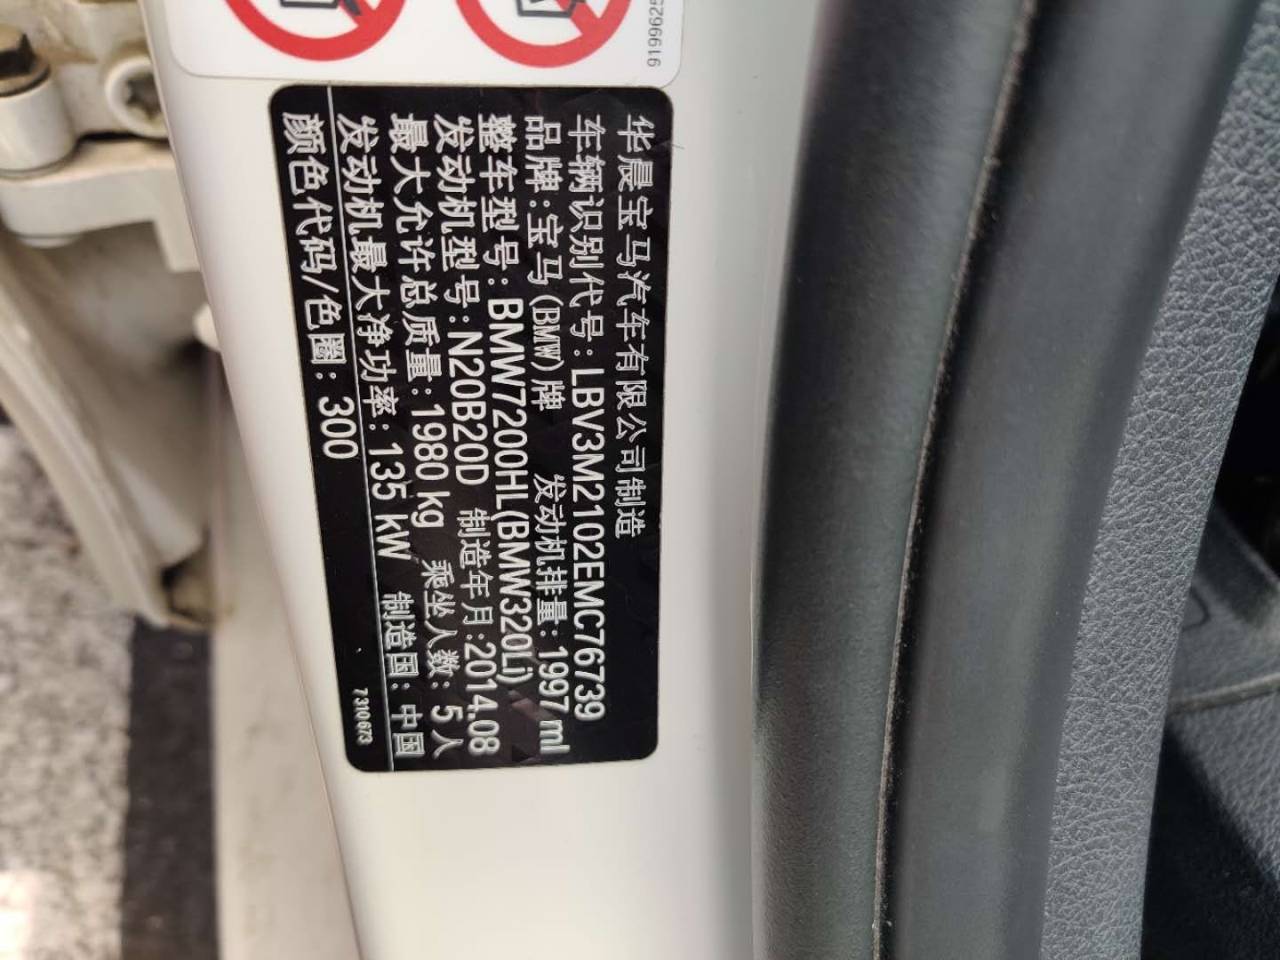 9199626
华晨宝马汽车有限公司制造
车辆识别代号:LBV3M2102EMC76739
品牌:宝马(BMW)牌 发动机排量:1997 ml
整车型号:BMW7200HL(BMW320Li)
发动机型号:N20B20D 制造年月:2014.08
最大允许总质量:1980 kg 乘坐人数: 5人
发动机最大净功率:135 kW 制造国:中国
颜色代码/色圈:300
7310673